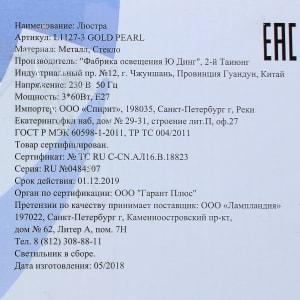 Наименование: Люстра
Артикул: L1127-3 GOLD PEARL
Материал: Металл, Стекло
Производитель: "Фабрика освещения Ю Динг", 2-й Таионг
Индустриальный пр. №12, г. Чжуншань, Провинция Гуандун, Китай
Напряжение: 230 В 50 Гц
Мощность: 3*60Вт, E27
Импортер: ООО «Спирит», 198035, Санкт-Петербург г, Реки
Екатерингофки наб, дом № 29-31, строение лит.П, оф.27
ГОСТ Р МЭК 60598-1-2011, ТР ТС 004/2011
Товар сертифицирован.
Сертификат: № ТС RU C-CN.АЛ16.В.18823
Серия: RU №0484507
Срок действия: 01.12.2019
Орган по сертификации: ООО "Гарант Плюс"
Претензии по качеству принимает поставщик: ООО «Лампландия»
197022, Санкт-Петербург г, Каменноостровский пр-кт,
дом № 62, Литер А, пом. 7Н
Тел. 8 (812) 308-88-11
Светильник в сборе.
Дата изготовления: 05/2018
ЕАС